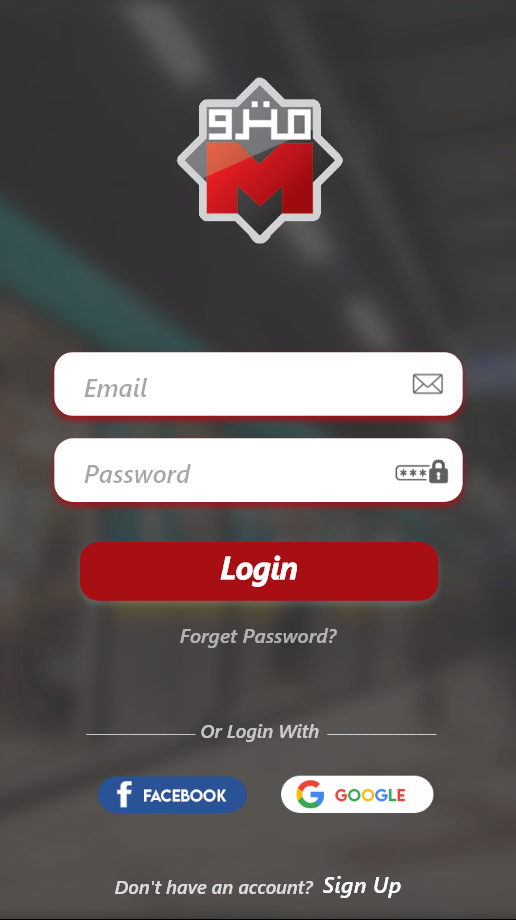 مترو
M
Email
Password
Login
Forget Password?
Or Login With
FACEBOOK
GOOGLE
Don't have an account? Sign Up